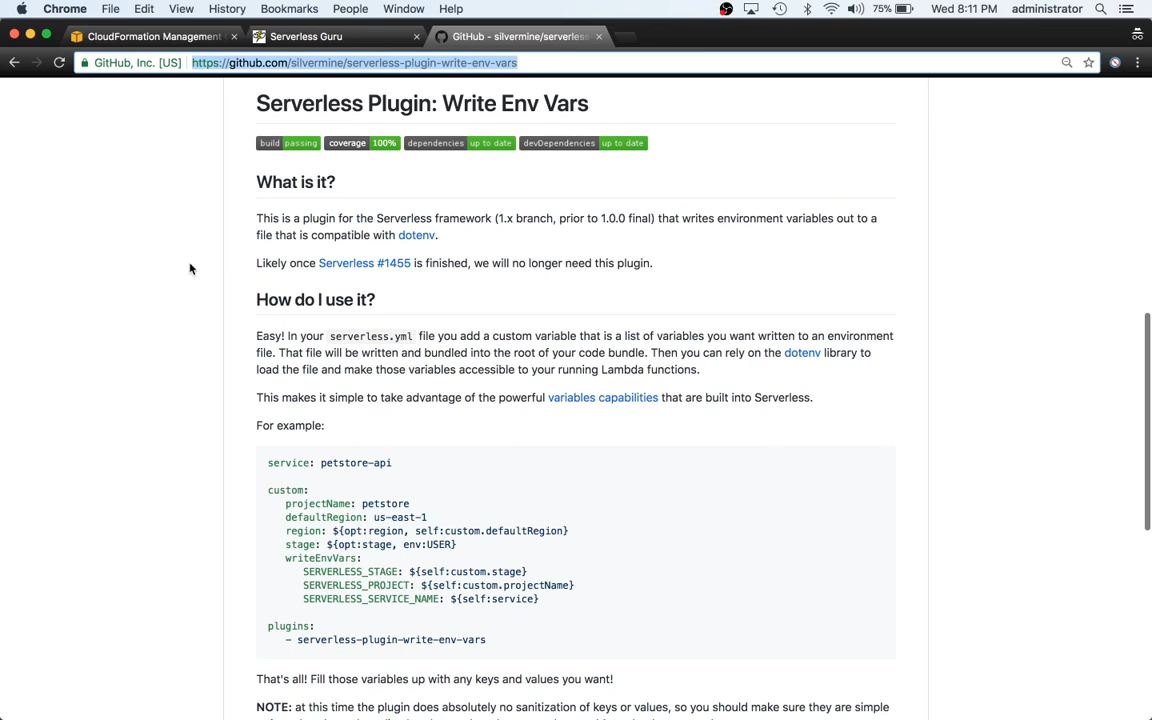 Chrome File Edit View History Bookmarks People Window Help 75% Wed 8:11 PM administrator
CloudFormation Management Serverless Guru GitHub - silvermine/serverless
GitHub, Inc. [US] https://github.com/silvermine/serverless-plugin-write-env-vars
Serverless Plugin: Write Env Vars
build passing coverage 100% dependencies up to date devDependencies up to date
What is it?
This is a plugin for the Serverless framework (1.x branch, prior to 1.0.0 final) that writes environment variables out to a
file that is compatible with dotenv.
Likely once Serverless #1455 is finished, we will no longer need this plugin.
How do I use it?
Easy! In your serverless.yml file you add a custom variable that is a list of variables you want written to an environment
file. That file will be written and bundled into the root of your code bundle. Then you can rely on the dotenv library to
load the file and make those variables accessible to your running Lambda functions.
This makes it simple to take advantage of the powerful variables capabilities that are built into Serverless.
For example:
service: petstore-api
custom:
projectName: petstore
defaultRegion: us-east-1
region: ${opt:region, self:custom.defaultRegion}
stage: ${opt:stage, env:USER}
writeEnvVars:
SERVERLESS_STAGE: ${self:custom.stage}
SERVERLESS_PROJECT: ${self:custom.projectName}
SERVERLESS_SERVICE_NAME: ${self:service}
plugins:
- serverless-plugin-write-env-vars
That's all! Fill those variables up with any keys and values you want!
NOTE: at this time the plugin does absolutely no sanitization of keys or values, so you should make sure they are simple